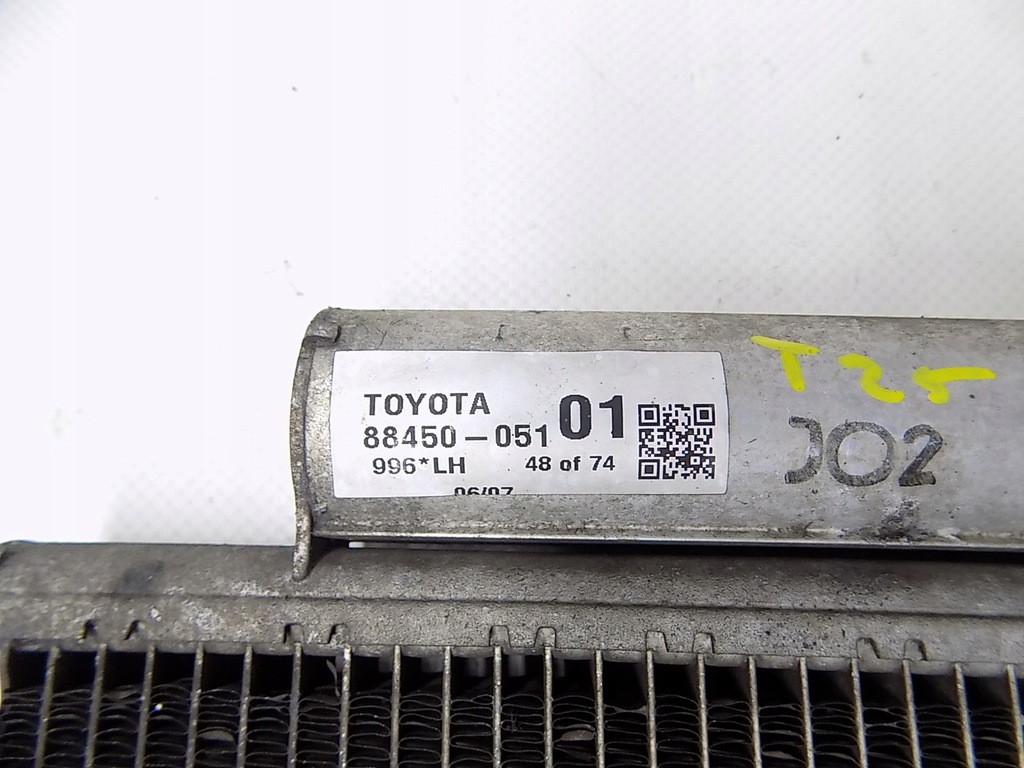 TOYOTA
88450-051 01
996*LH 48 of 74
06/07
T25
JO2